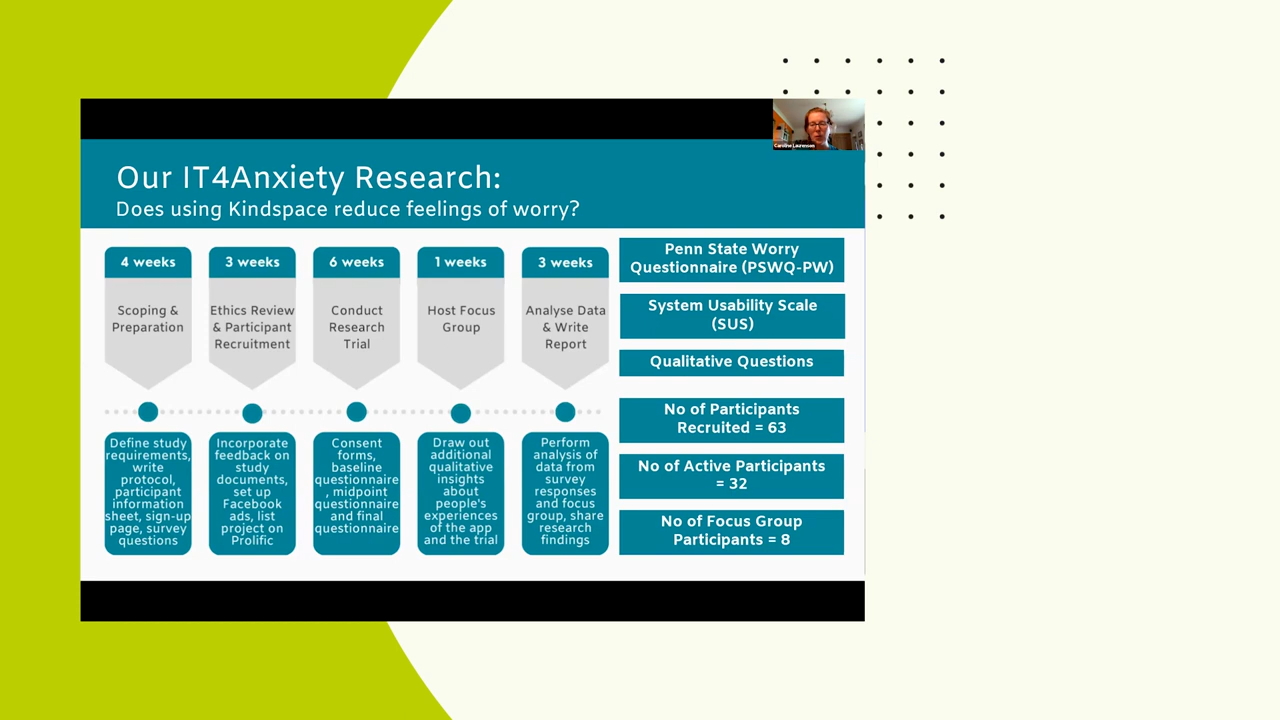 Caroline Laurenson
Our IT4Anxiety Research:
Does using Kindspace reduce feelings of worry?
4 weeks
Scoping &
Preparation
Define study
requirements,
write
protocol,
participant
information
sheet, sign-up
page, survey
questions
3 weeks
Ethics Review
& Participant
Recruitment
Incorporate
feedback on
study
documents,
set up
Facebook
ads, list
project on
Prolific
6 weeks
Conduct
Research
Trial
Consent
forms,
baseline
questionnaire
, midpoint
questionnaire
and final
questionnaire
1 weeks
Host Focus
Group
Draw out
additional
qualitative
insights
about
people's
experiences
of the app
and the trial
3 weeks
Analyse Data
& Write
Report
Perform
analysis of
data from
survey
responses
and focus
group, share
research
findings
Penn State Worry
Questionnaire (PSWQ-PW)
System Usability Scale
(SUS)
Qualitative Questions
No of Participants
Recruited = 63
No of Active Participants
= 32
No of Focus Group
Participants = 8